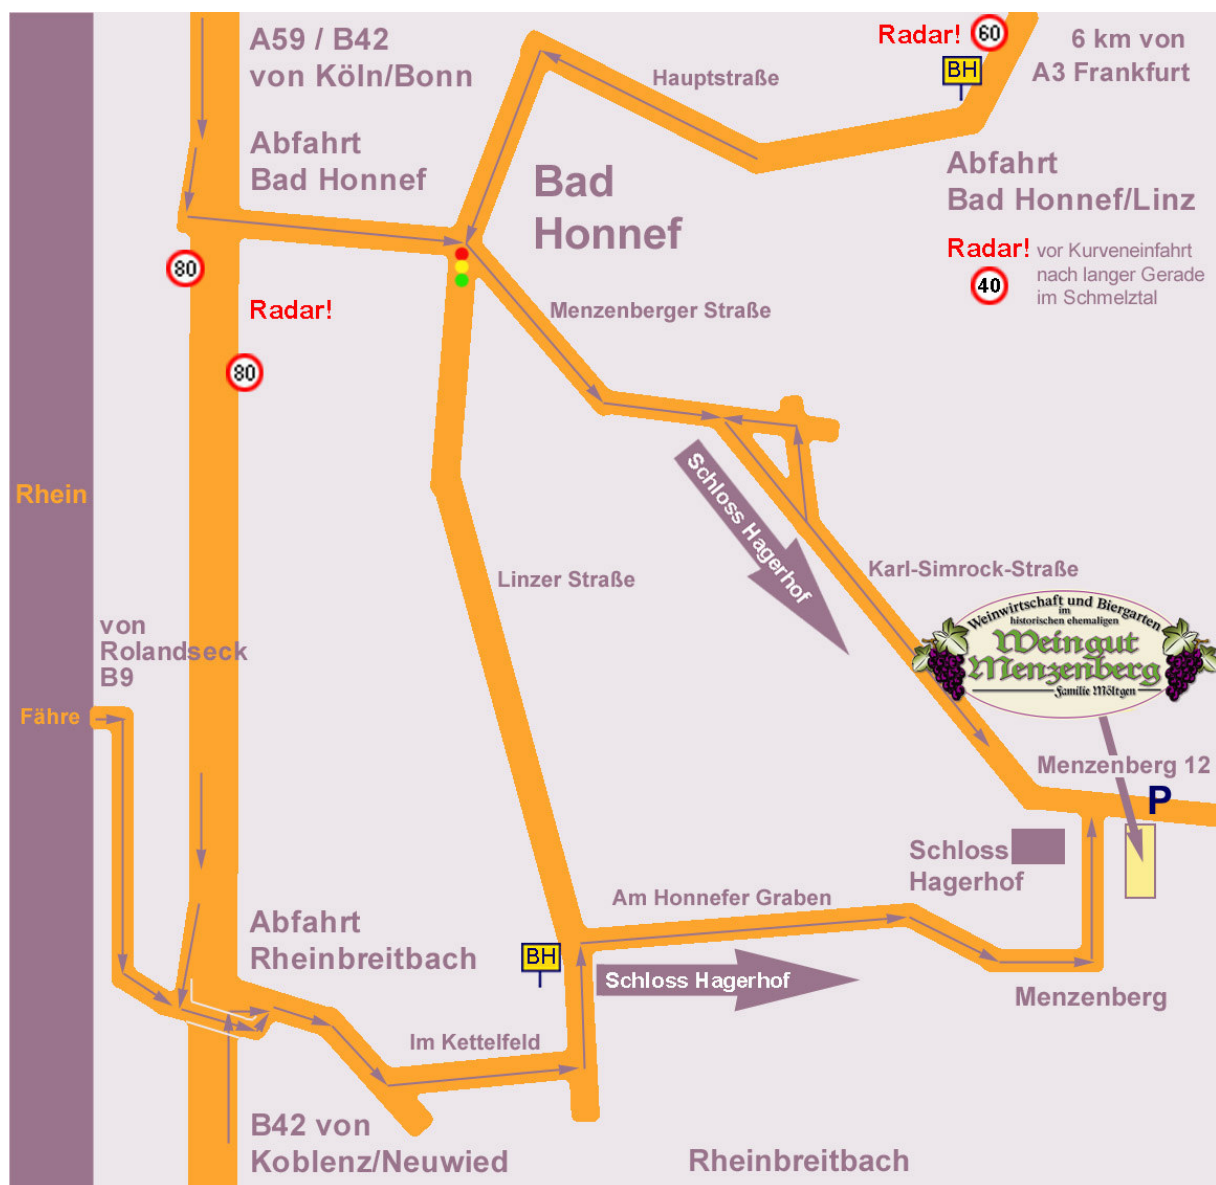 A59 / B42
von Köln/Bonn
Radar!
60
6 km von
A3 Frankfurt
BH
Hauptstraße
Abfahrt
Bad Honnef
Bad
Honnef
Abfahrt
Bad Honnef/Linz
Radar!
40
vor Kurveneinfahrt
nach langer Gerade
im Schmelztal
80
Radar!
80
Menzenberger Straße
Rhein
Schloss Hagerhof
Linzer Straße
Karl-Simrock-Straße
Weinwirtschaft und Biergarten
im
historischen ehemaligen
Weingut
Menzenberg
Familie Möltgen
von
Rolandseck
B9
Fähre
Menzenberg 12
P
Schloss
Hagerhof
Am Honnefer Graben
Abfahrt
Rheinbreitbach
BH
Schloss Hagerhof
Menzenberg
Im Kettelfeld
B42 von
Koblenz/Neuwied
Rheinbreitbach